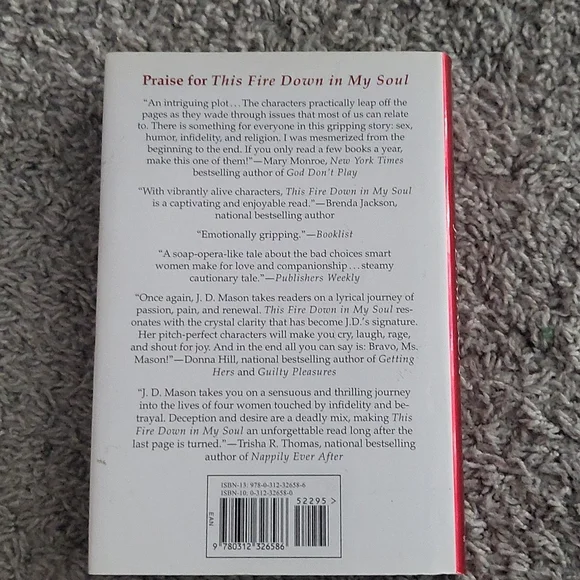 Praise for This Fire Down in My Soul
“An intriguing plot . . . The characters practically leap off the
pages as they wade through issues that most of us can relate
to. There is something for everyone in this gripping story: sex,
humor, infidelity, and religion. I was mesmerized from the
beginning to the end. If you only read a few books a year,
make this one of them!”—Mary Monroe, New York Times
bestselling author of God Don’t Play
“With vibrantly alive characters, This Fire Down in My Soul
is a captivating and enjoyable read.”—Brenda Jackson,
national bestselling author
“Emotionally gripping.”—Booklist
“A soap-opera-like tale about the bad choices smart
women make for love and companionship . . . steamy
cautionary tale.”—Publishers Weekly
“Once again, J. D. Mason takes readers on a lyrical journey of
passion, pain, and renewal. This Fire Down in My Soul res-
onates with the crystal clarity that has become J.D.’s signature.
Her pitch-perfect characters will make you cry, laugh, rage,
and shout for joy. And in the end all you can say is: Bravo, Ms.
Mason!”—Donna Hill, national bestselling author of Getting
Hers and Guilty Pleasures
“J. D. Mason takes you on a sensuous and thrilling journey
into the lives of four women touched by infidelity and be-
trayal. Deception and desire are a deadly mix, making This
Fire Down in My Soul an unforgettable read long after the
last page is turned.”—Trisha R. Thomas, national bestselling
author of Nappily Ever After
ISBN-13: 978-0-312-32658-6
ISBN-10: 0-312-32658-0
52295 >
EAN
9 780312 326586